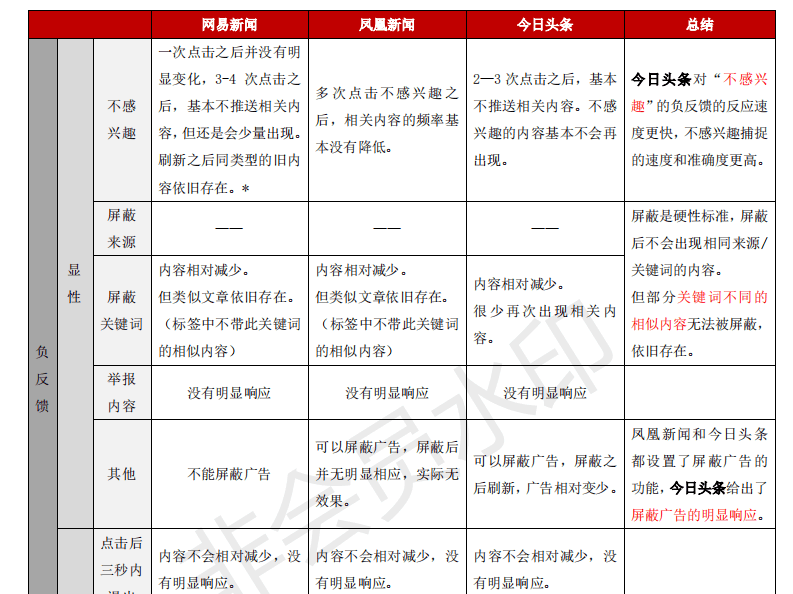 网易新闻 凤凰新闻 今日头条 总结
负
反
馈
显
性
不感
兴趣
一次点击之后并没有明
显变化，3-4 次点击之
后，基本不推送相关内
容，但还是会少量出现。
刷新之后同类型的旧内
容依旧存在。*
多次点击不感兴趣之
后，相关内容的频率基
本没有降低。
2—3 次点击之后，基本
不推送相关内容。不感
兴趣的内容基本不会再
出现。
今日头条对“不感兴
趣”的负反馈的反应速
度更快，不感兴趣捕捉
的速度和准确度更高。
屏蔽
来源
——
——
——
屏蔽是硬性标准，屏蔽
后不会出现相同来源/
关键词的内容。
但部分关键词不同的
相似内容无法被屏蔽，
依旧存在。
屏蔽
关键词
内容相对减少。
但类似文章依旧存在。
（标签中不带此关键词
的相似内容）
内容相对减少。
但类似文章依旧存在。
（标签中不带此关键词
的相似内容）
内容相对减少。
很少再次出现相关内
容。
举报
内容
没有明显响应
没有明显响应
没有明显响应
其他
不能屏蔽广告
可以屏蔽广告，屏蔽后
并无明显相应，实际无
效果。
可以屏蔽广告，屏蔽之
后刷新，广告相对变少。
凤凰新闻和今日头条
都设置了屏蔽广告的
功能，今日头条给出了
屏蔽广告的明显响应。
点击后
三秒内
内容不会相对减少，没
有明显响应。
内容不会相对减少，没
有明显响应。
内容不会相对减少，没
有明显响应。
非会员水印